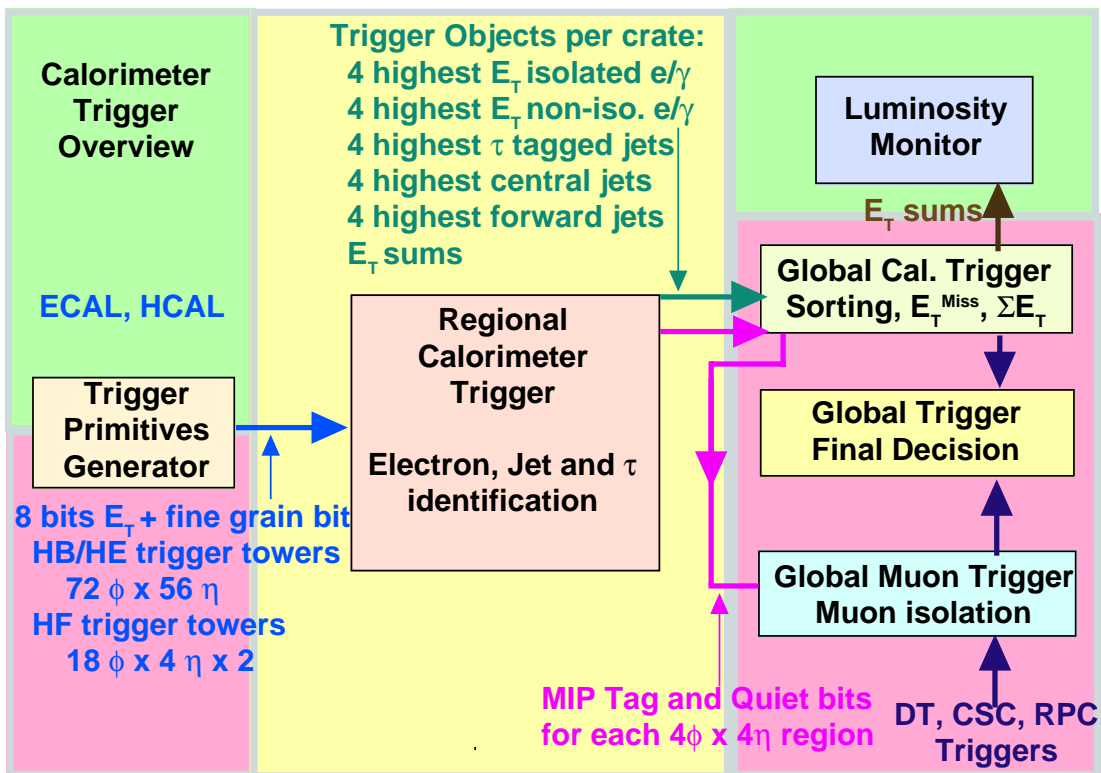 Calorimeter
Trigger
Overview
ECAL, HCAL
Trigger
Primitives
Generator
8 bits E_T + fine grain bit
HB/HE trigger towers
72 ϕ x 56 η
HF trigger towers
18 ϕ x 4 η x 2
Trigger Objects per crate:
4 highest E_T isolated e/γ
4 highest E_T non-iso. e/γ
4 highest τ tagged jets
4 highest central jets
4 highest forward jets
E_T sums
Regional
Calorimeter
Trigger
Electron, Jet and τ
identification
MIP Tag and Quiet bits
for each 4ϕ x 4η region
Luminosity
Monitor
E_T sums
Global Cal. Trigger
Sorting, E_T^Miss, ΣE_T
Global Trigger
Final Decision
Global Muon Trigger
Muon isolation
DT, CSC, RPC
Triggers